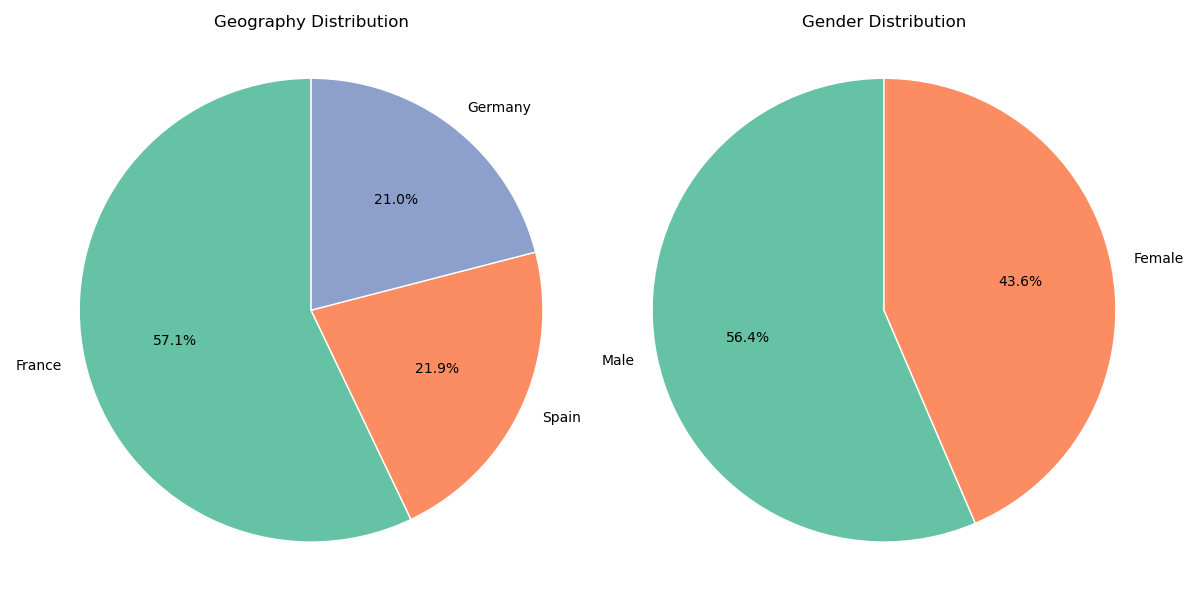 Geography Distribution
Germany
21.0%
57.1%
France
21.9%
Spain
Gender Distribution
Female
43.6%
56.4%
Male